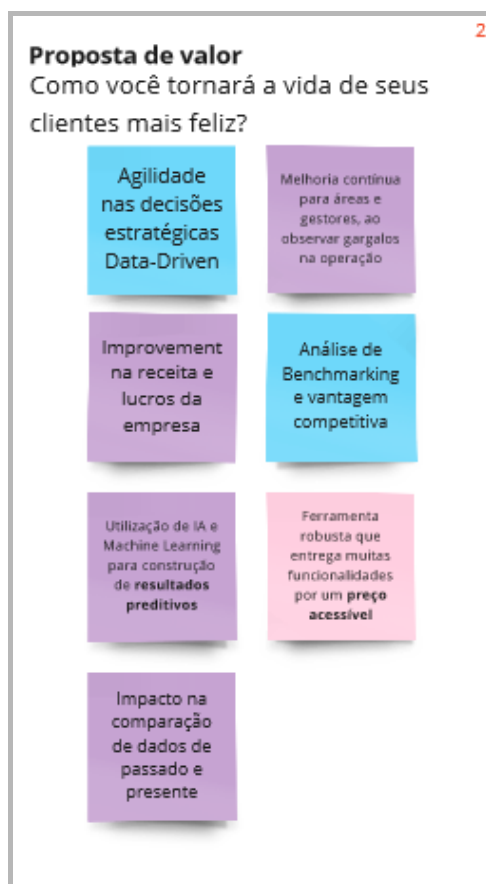 2
Proposta de valor
Como você tornará a vida de seus
clientes mais feliz?
Agilidade
nas decisões
estratégicas
Data-Driven
Melhoria contínua
para áreas e
gestores, ao
observar gargalos
na operação
Improvement
na receita e
lucros da
empresa
Análise de
Benchmarking
e vantagem
competitiva
Utilização de IA e
Machine Learning
para construção
de resultados
preditivos
Ferramenta
robusta que
entrega muitas
funcionalidades
por um preço
acessível
Impacto na
comparação
de dados de
passado e
presente